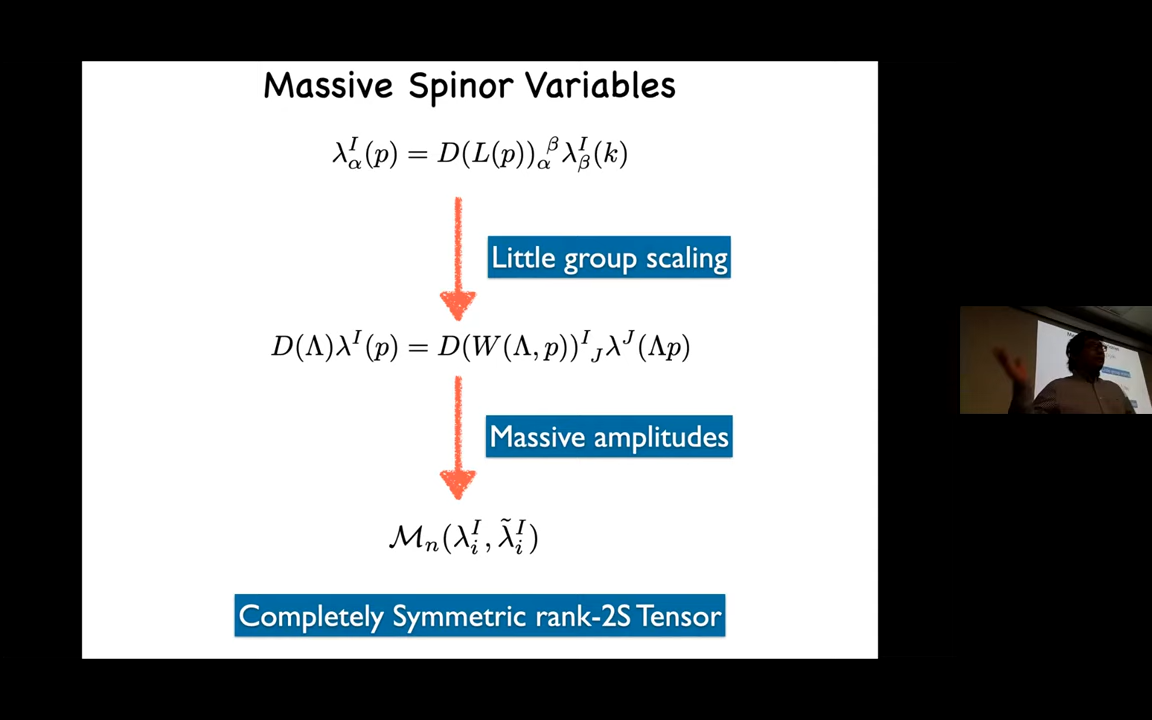 Massive Spinor Variables
λ^I_α(p) = D(L(p))_α^β λ^I_β(k)
Little group scaling
D(Λ)λ^I(p) = D(W(Λ, p))^I_J λ^J(Λp)
Massive amplitudes
ℳ_n(λ^I_i, λ̃^I_i)
Completely Symmetric rank-2S Tensor